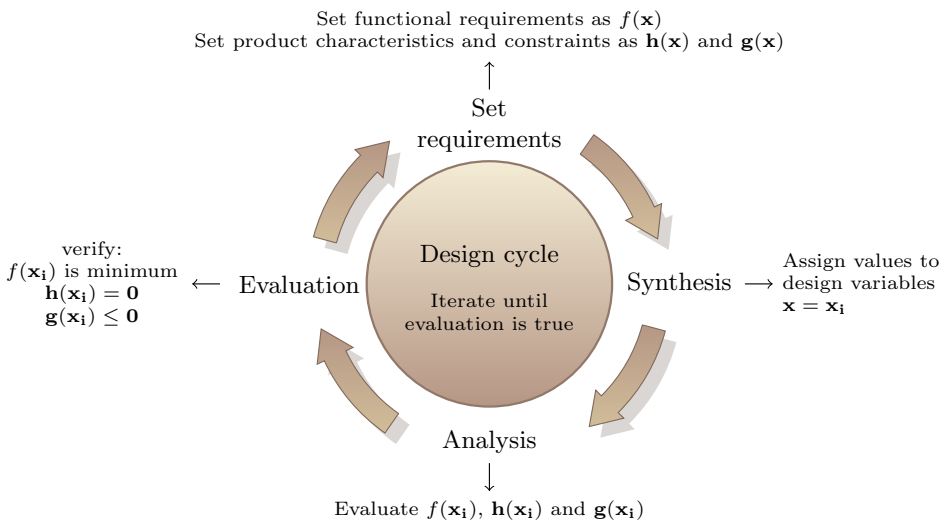 Set functional requirements as f(x)
Set product characteristics and constraints as h(x) and g(x)
Set
requirements
Design cycle
Iterate until
evaluation is true
Synthesis
Assign values to
design variables
x = xᵢ
Analysis
Evaluate f(xᵢ), h(xᵢ) and g(xᵢ)
Evaluation
verify:
f(xᵢ) is minimum
h(xᵢ) = 0
g(xᵢ) ≤ 0